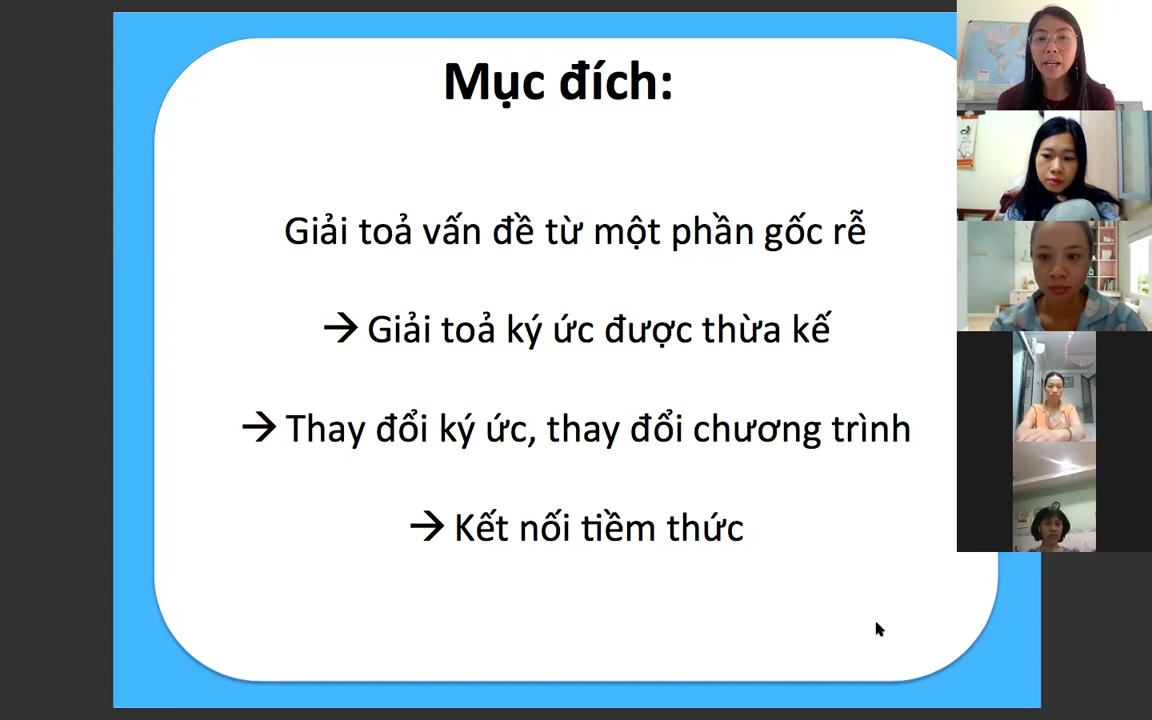 Mục đích:
Giải toả vấn đề từ một phần gốc rễ
→ Giải toả ký ức được thừa kế
→ Thay đổi ký ức, thay đổi chương trình
→ Kết nối tiềm thức